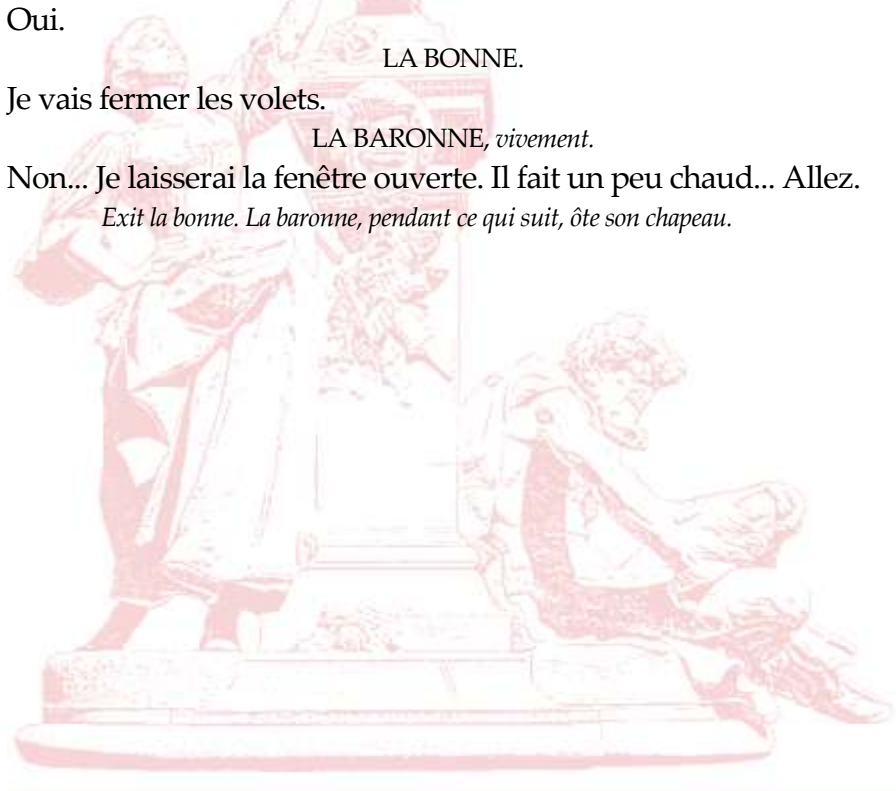 Oui.
LA BONNE.
Je vais fermer les volets.
LA BARONNE, vivement.
Non... Je laisserai la fenêtre ouverte. Il fait un peu chaud... Allez.
Exit la bonne. La baronne, pendant ce qui suit, ôte son chapeau.